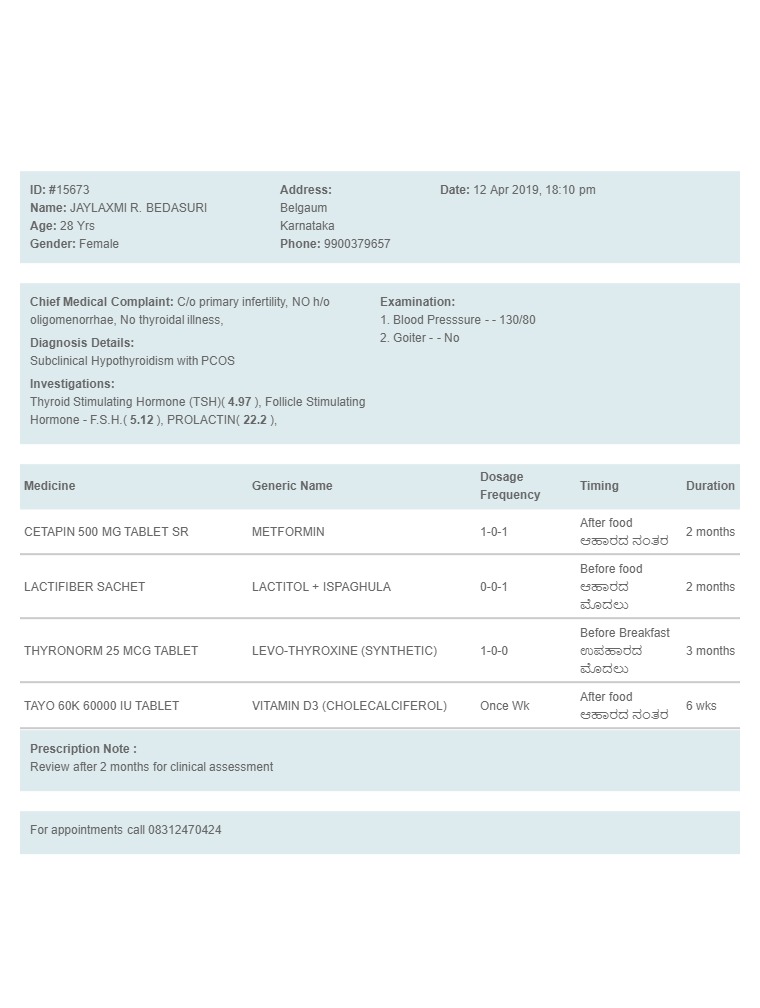 ID: #15673
Name: JAYLAXMI R. BEDASURI
Age: 28 Yrs
Gender: Female
Address:
Belgaum
Karnataka
Phone: 9900379657
Date: 12 Apr 2019, 18:10 pm
Chief Medical Complaint: C/o primary infertility, NO h/o
oligomenorrhae, No thyroidal illness,
Diagnosis Details:
Subclinical Hypothyroidism with PCOS
Investigations:
Thyroid Stimulating Hormone (TSH)( 4.97 ), Follicle Stimulating
Hormone - F.S.H.( 5.12 ), PROLACTIN( 22.2 ),
Examination:
1. Blood Presssure - - 130/80
2. Goiter - - No
Medicine Generic Name Dosage Frequency Timing Duration
CETAPIN 500 MG TABLET SR METFORMIN 1-0-1 After food 2 months
ಆಹಾರದ ನಂತರ
LACTIFIBER SACHET LACTITOL + ISPAGHULA 0-0-1 Before food 2 months
ಆಹಾರದ
ಮೊದಲು
THYRONORM 25 MCG TABLET LEVO-THYROXINE (SYNTHETIC) 1-0-0 Before Breakfast 3 months
ಉಪಹಾರದ
ಮೊದಲು
TAYO 60K 60000 IU TABLET VITAMIN D3 (CHOLECALCIFEROL) Once Wk After food 6 wks
ಆಹಾರದ ನಂತರ
Prescription Note :
Review after 2 months for clinical assessment
For appointments call 08312470424